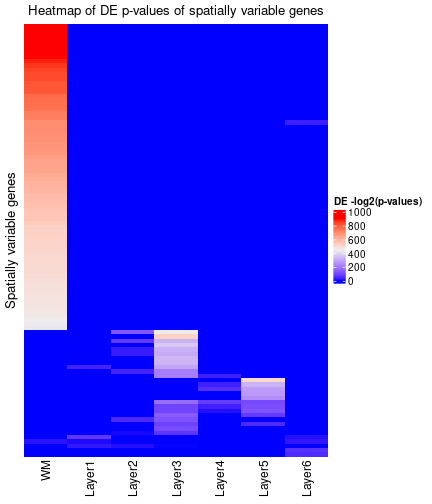 Heatmap of DE p-values of spatially variable genes
Spatially variable genes
DE -log2(p-values)
1000
800
600
400
200
0
WM
Layer1
Layer2
Layer3
Layer4
Layer5
Layer6